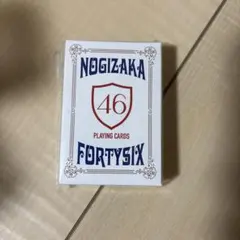 NOGIZAKA
46
PLAYING CARDS
FORTYSIX